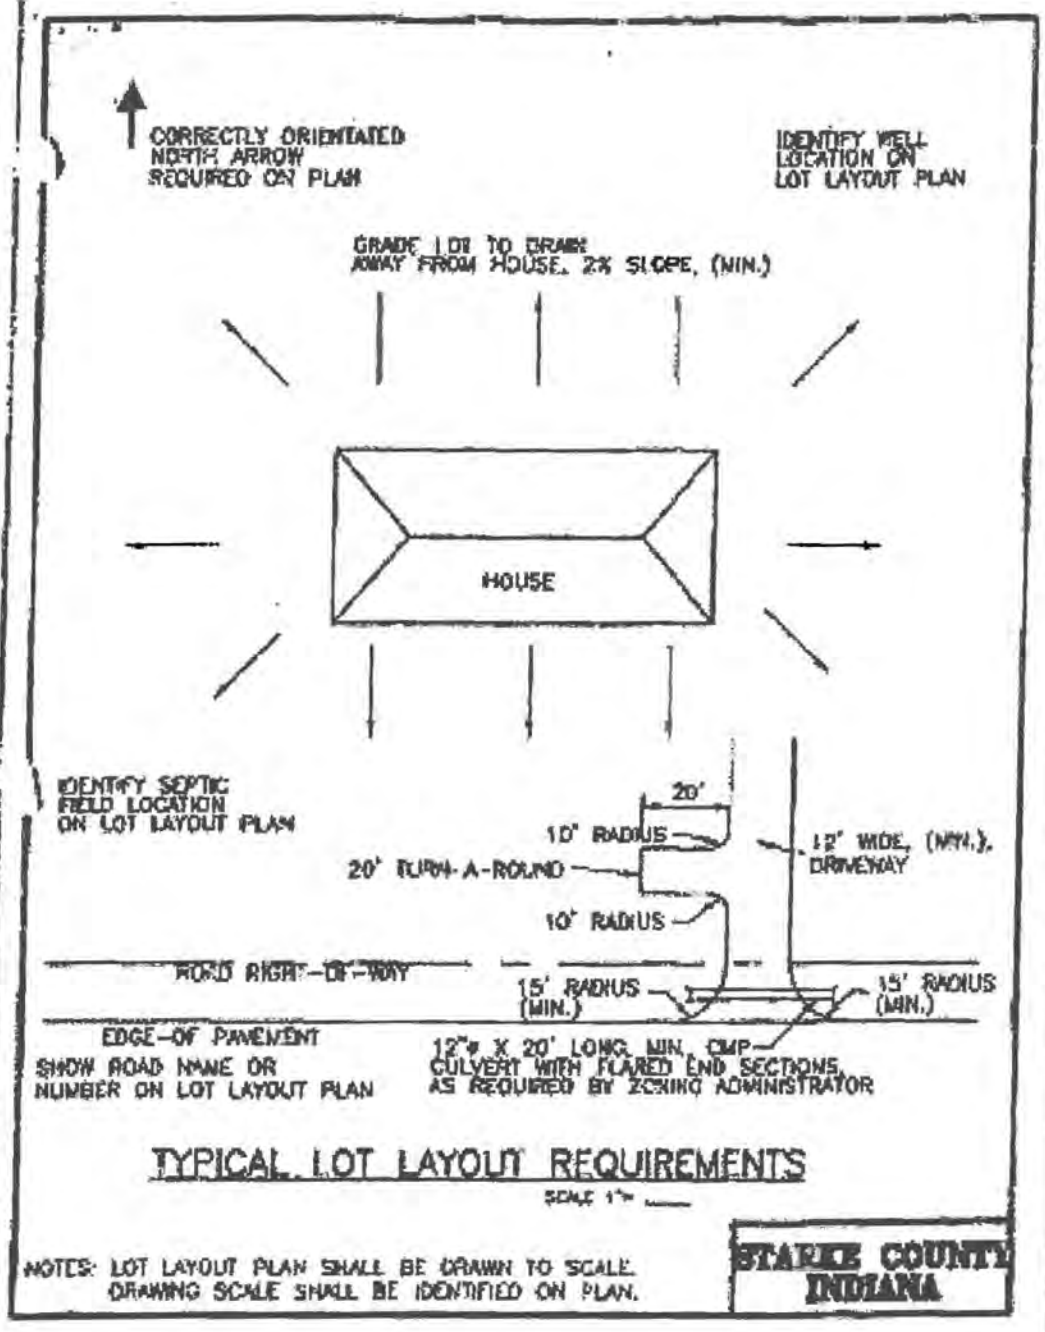 CORRECTLY ORIENTATED
NORTH ARROW
REQUIRED ON PLAN
IDENTIFY WELL
LOCATION ON
LOT LAYOUT PLAN
GRADE LOT TO DRAIN
AWAY FROM HOUSE, 2% SLOPE, (MIN.)
HOUSE
IDENTIFY SEPTIC
FIELD LOCATION
ON LOT LAYOUT PLAN
20'
10' RADIUS
20' TURN-A-ROUND
10' RADIUS
12' WIDE, (MIN.),
DRIVEWAY
ROAD RIGHT-OF-WAY
15' RADIUS
(MIN.)
15' RADIUS
(MIN.)
EDGE-OF PAVEMENT
SHOW ROAD NAME OR
NUMBER ON LOT LAYOUT PLAN
12"ø X 20' LONG, MIN, CMP
CULVERT WITH FLARED END SECTIONS,
AS REQUIRED BY ZONING ADMINISTRATOR
TYPICAL LOT LAYOUT REQUIREMENTS
SCALE 1"=
NOTES: LOT LAYOUT PLAN SHALL BE DRAWN TO SCALE.
DRAWING SCALE SHALL BE IDENTIFIED ON PLAN.
STARKE COUNTY
INDIANA